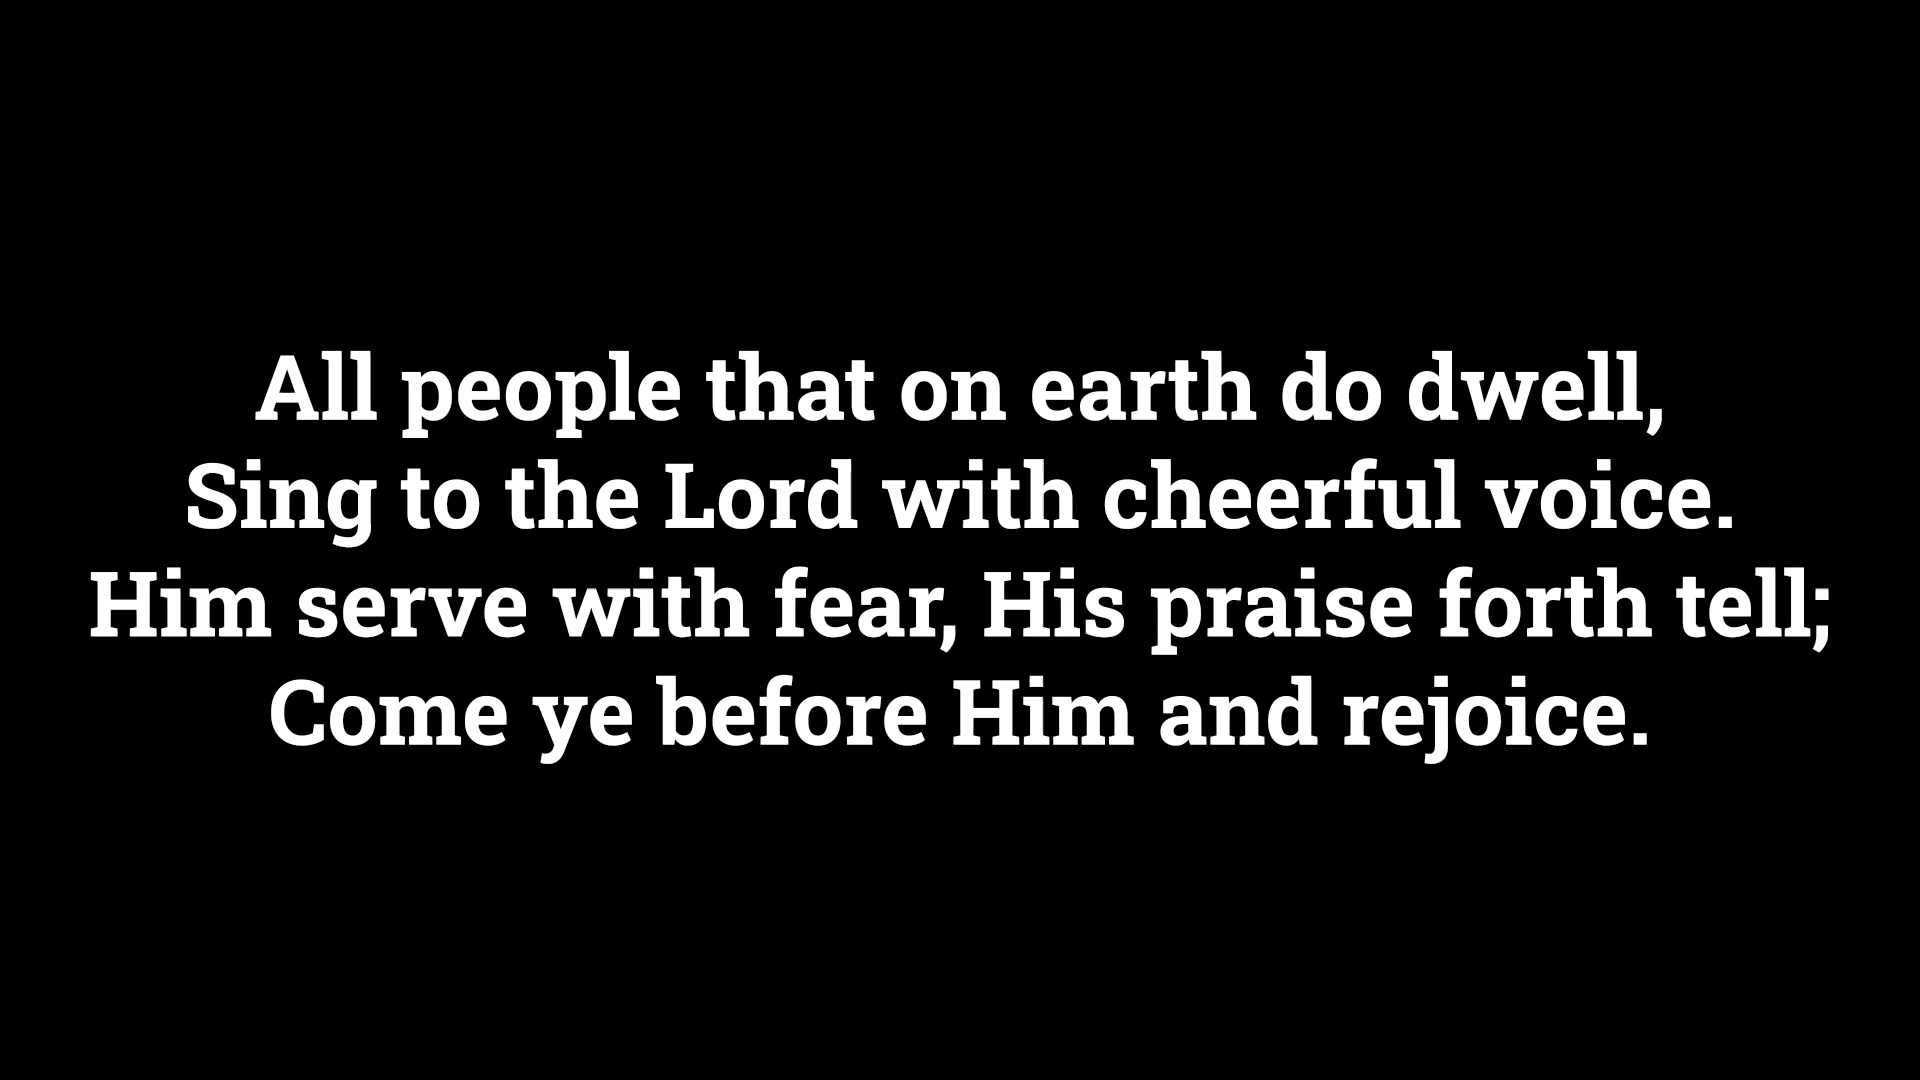 All people that on earth do dwell,
Sing to the Lord with cheerful voice.
Him serve with fear, His praise forth tell;
Come ye before Him and rejoice.